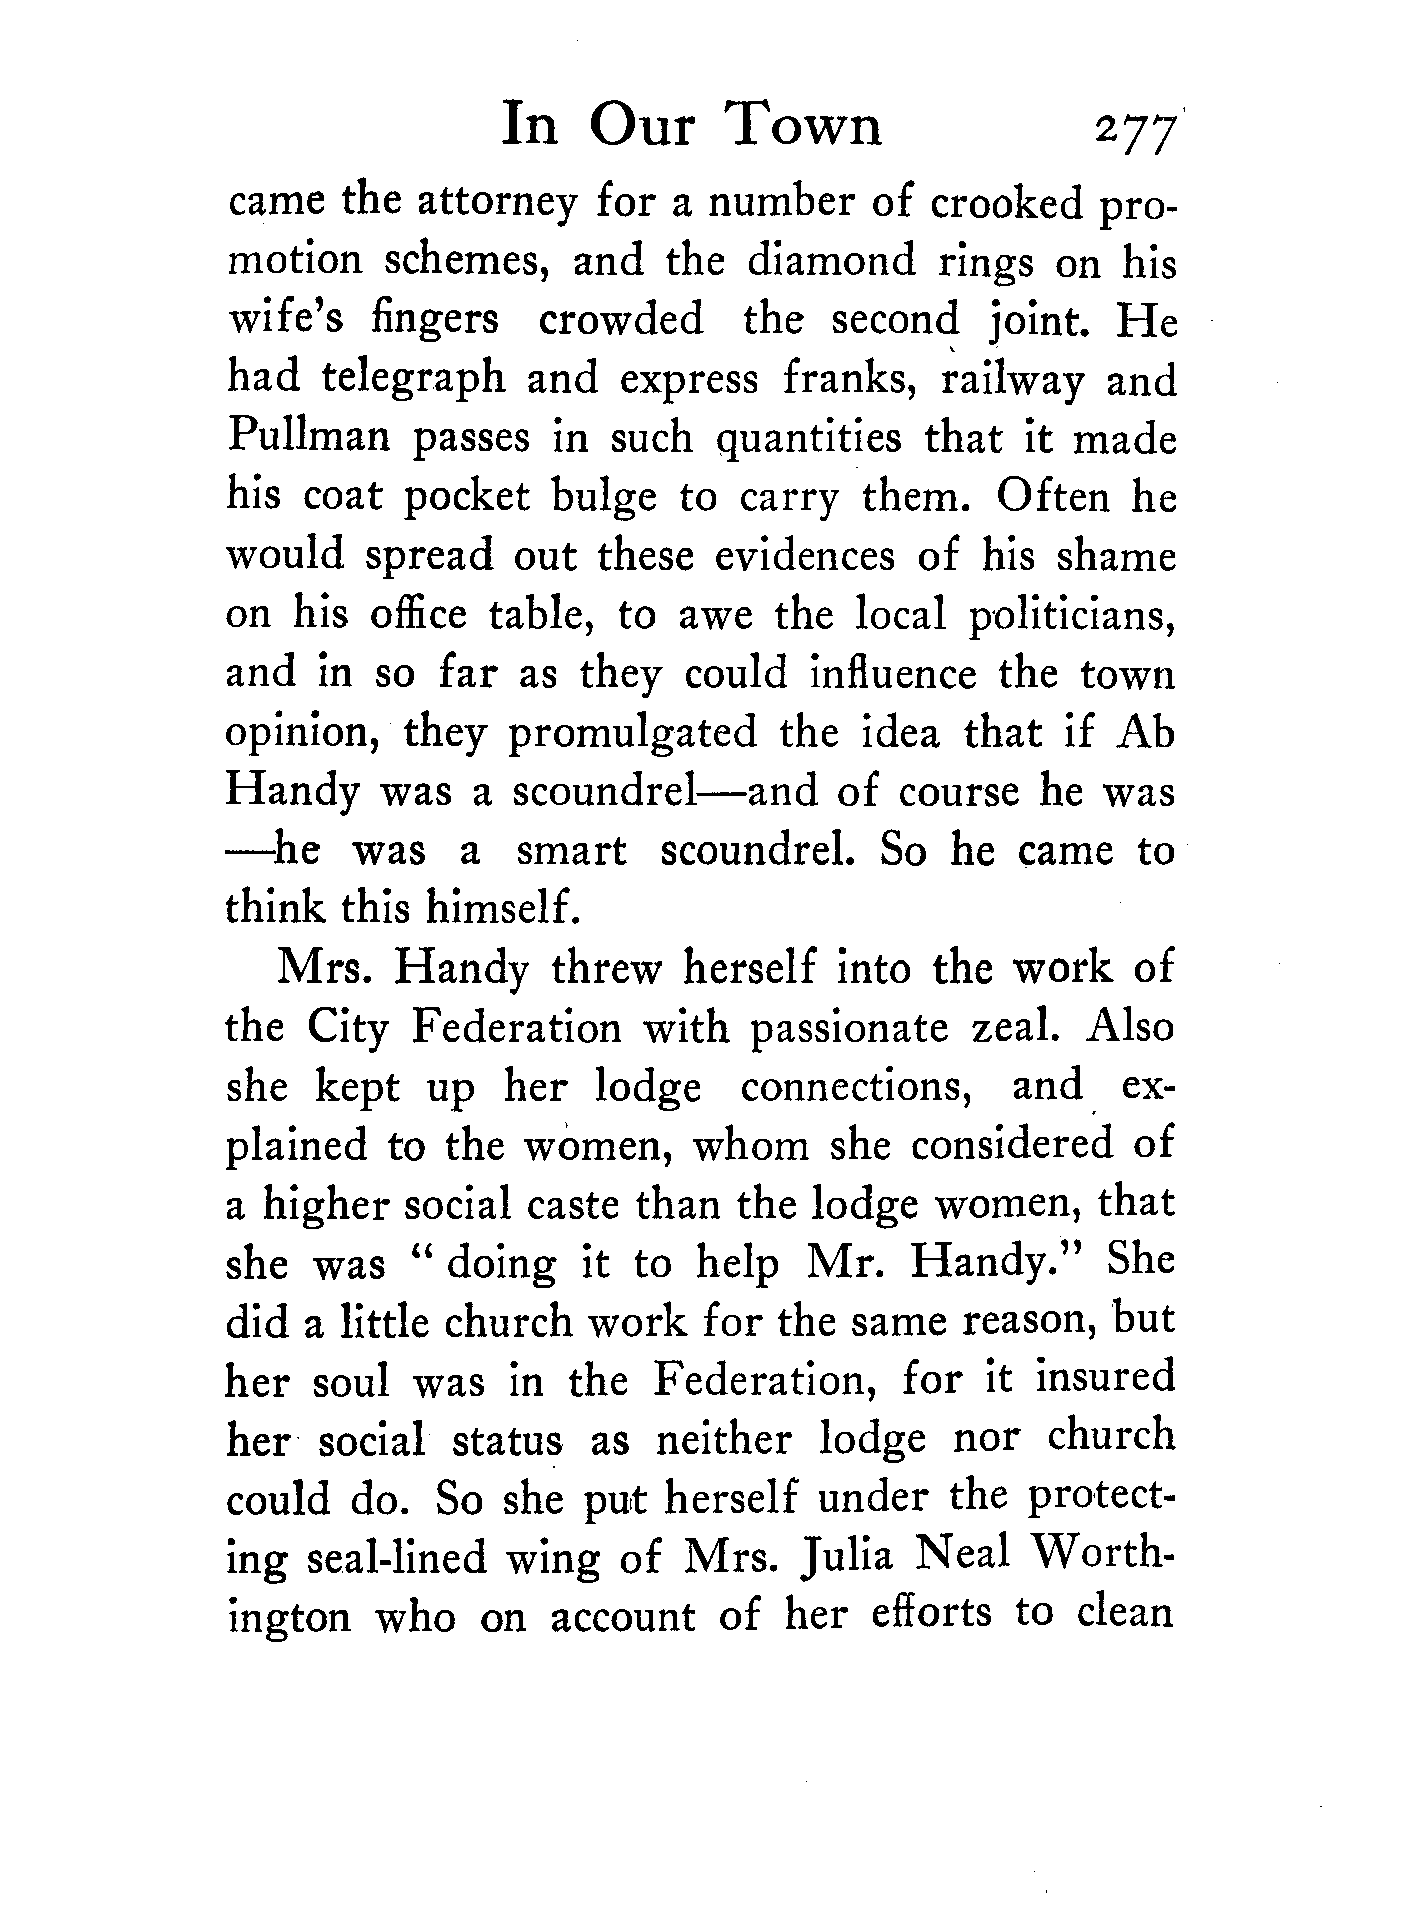 In Our Town 277
came the attorney for a number of crooked pro-
motion schemes, and the diamond rings on his
wife's fingers crowded the second joint. He
had telegraph and express franks, railway and
Pullman passes in such quantities that it made
his coat pocket bulge to carry them. Often he
would spread out these evidences of his shame
on his office table, to awe the local politicians,
and in so far as they could influence the town
opinion, they promulgated the idea that if Ab
Handy was a scoundrel—and of course he was
—he was a smart scoundrel. So he came to
think this himself.
Mrs. Handy threw herself into the work of
the City Federation with passionate zeal. Also
she kept up her lodge connections, and ex-
plained to the women, whom she considered of
a higher social caste than the lodge women, that
she was " doing it to help Mr. Handy." She
did a little church work for the same reason, but
her soul was in the Federation, for it insured
her social status as neither lodge nor church
could do. So she put herself under the protect-
ing seal-lined wing of Mrs. Julia Neal Worth-
ington who on account of her efforts to clean